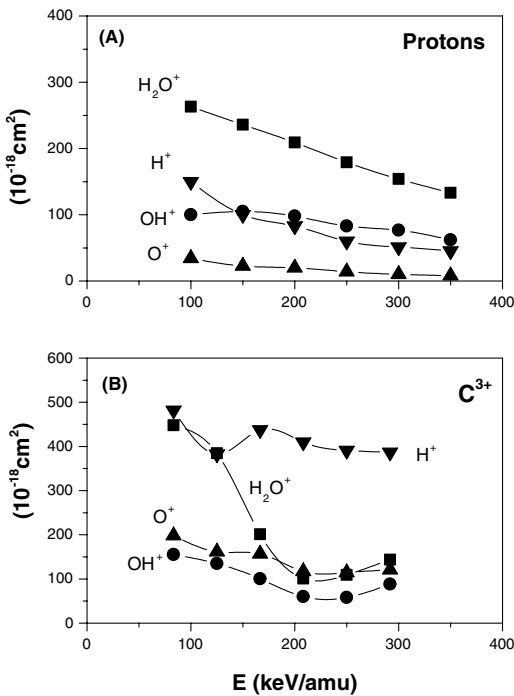 (A)
Protons
400
300
200
100
0
(10⁻¹⁸cm²)
H₂O⁺
H⁺
OH⁺
O⁺
0 100 200 300 400
(B)
C³⁺
600
500
400
300
200
100
0
(10⁻¹⁸cm²)
H⁺
H₂O⁺
O⁺
OH⁺
0 100 200 300 400
E (keV/amu)